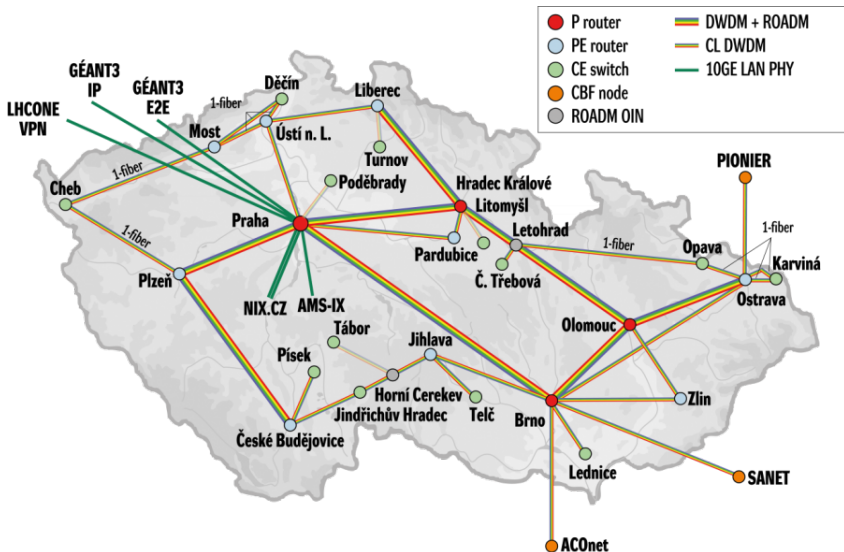 P router
PE router
CE switch
CBF node
ROADM OIN
DWDM + ROADM
CL DWDM
10GE LAN PHY
GÉANT3
IP
GÉANT3
E2E
LHCONE
VPN
Děčín
1-fiber
Liberec
Most
Ústí n. L.
Turnov
1-fiber
Cheb
Poděbrady
Hradec Králové
Litomyšl
PIONIER
Praha
Letohrad
1-fiber
1-fiber
Opava
Karviná
1-fiber
Pardubice
Č. Třebová
Plzeň
Ostrava
NIX.CZ
AMS-IX
Olomouc
Tábor
Jihlava
Písek
Horní Cerekev
Jindřichův Hradec
Telč
Zlin
Brno
České Budějovice
Lednice
SANET
ACOnet